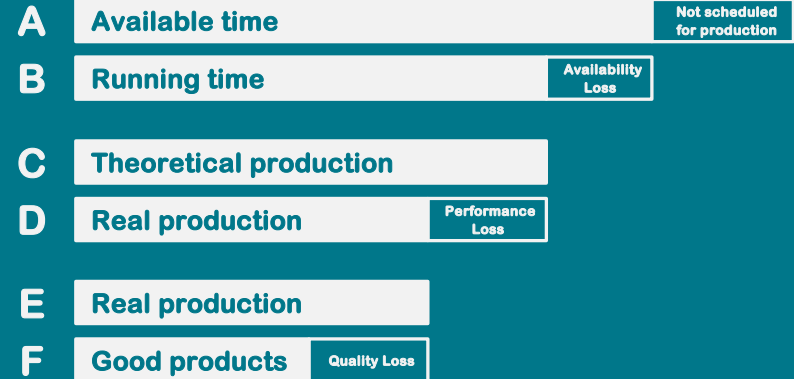 A
Available time
Not scheduled
for production
B
Running time
Availability
Loss
C
Theoretical production
D
Real production
Performance
Loss
E
Real production
F
Good products
Quality Loss